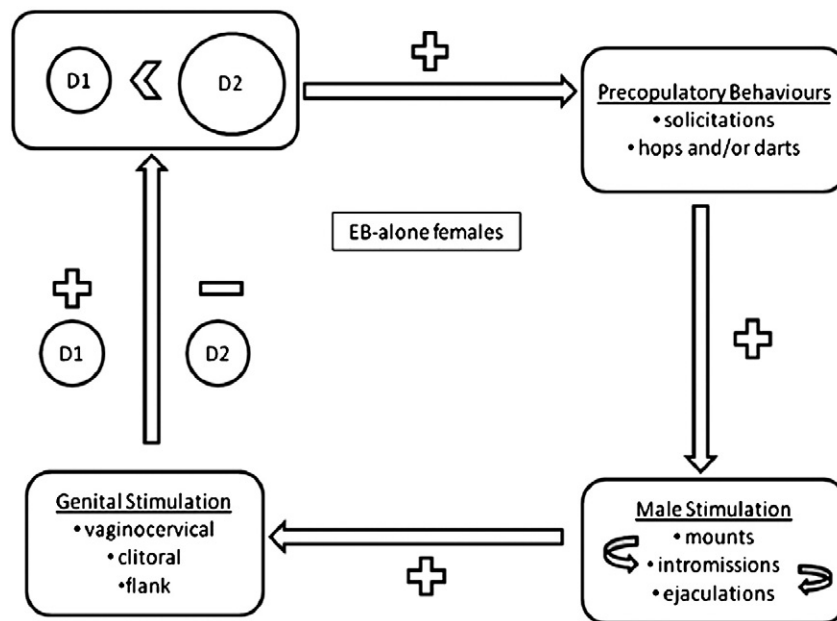 D1
D2
Precopulatory Behaviours
• solicitations
• hops and/or darts
EB-alone females
D1
D2
Genital Stimulation
• vaginocervical
• clitoral
• flank
Male Stimulation
• mounts
• intromissions
• ejaculations